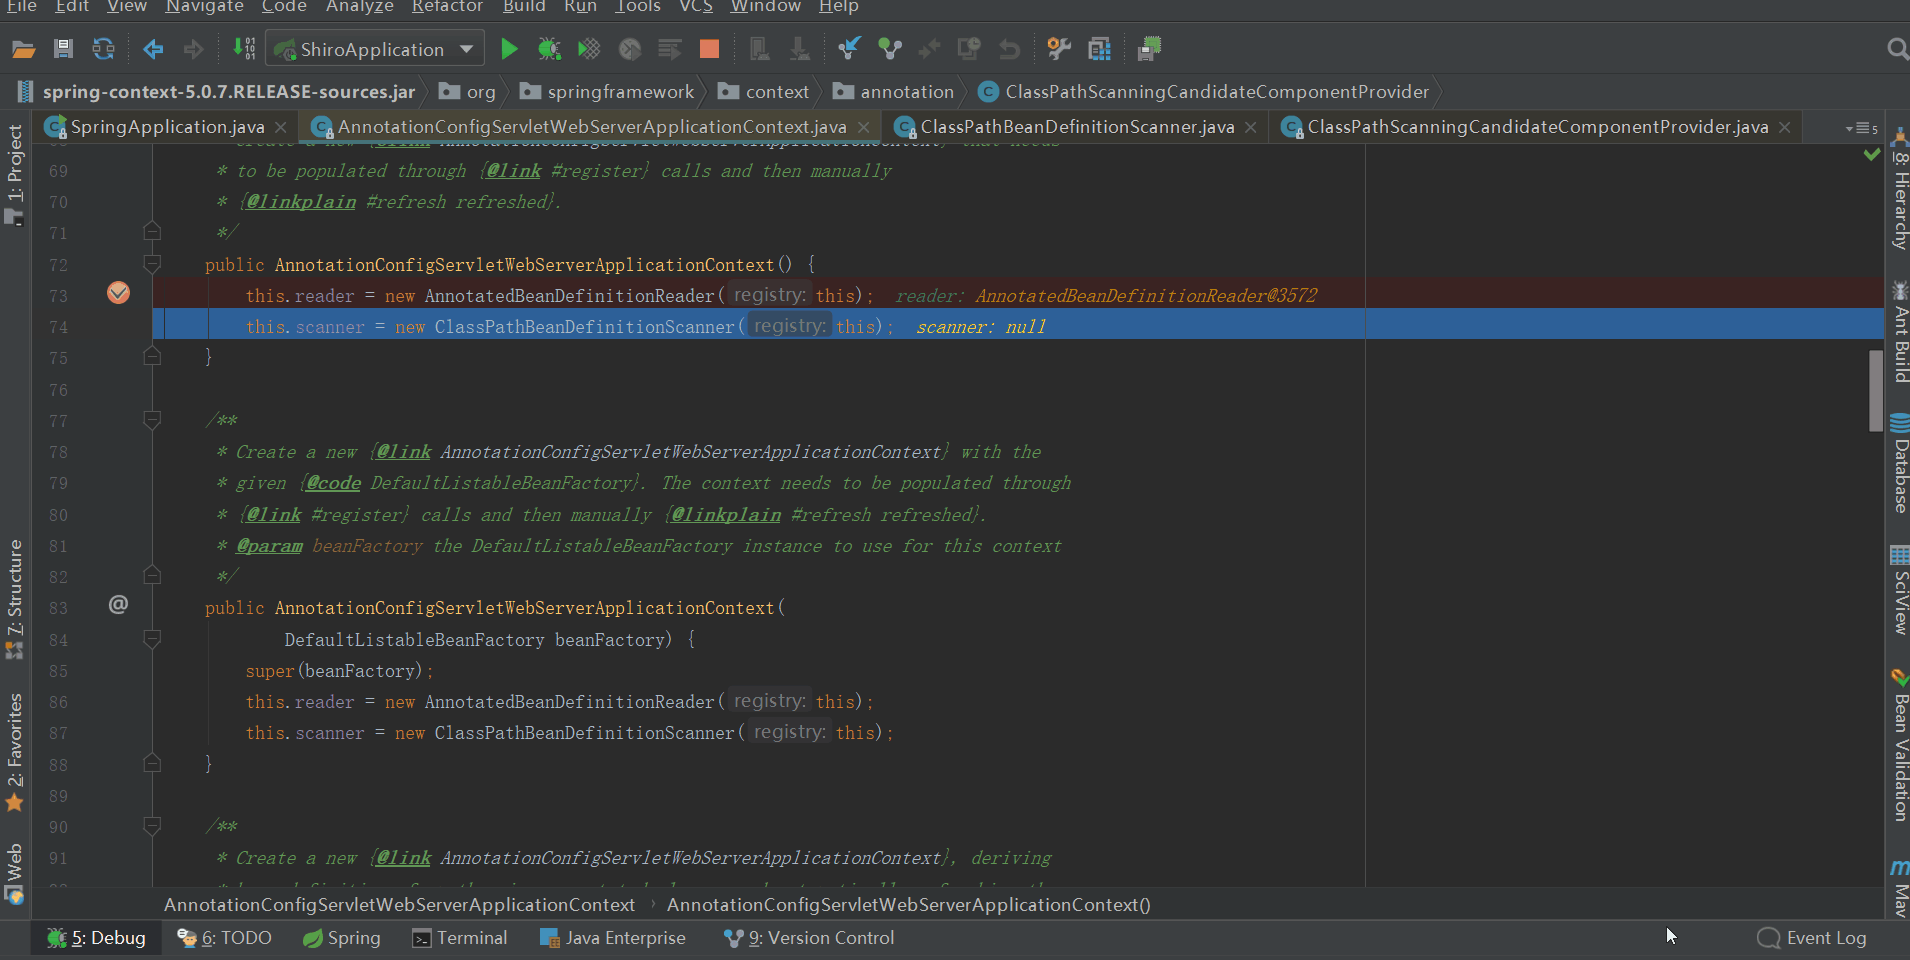 File Edit View Navigate Code Analyze Refactor Build Run Tools VCS Window Help
ShiroApplication
spring-context-5.0.7.RELEASE-sources.jar org springframework context annotation ClassPathScanningCandidateComponentProvider
SpringApplication.java AnnotationConfigServletWebServerApplicationContext.java ClassPathBeanDefinitionScanner.java ClassPathScanningCandidateComponentProvider.java 5
69 * to be populated through {@link #register} calls and then manually
70 * {@linkplain #refresh refreshed}.
71 */
72 public AnnotationConfigServletWebServerApplicationContext() {
73 this.reader = new AnnotatedBeanDefinitionReader( registry: this); reader: AnnotatedBeanDefinitionReader@3572
74 this.scanner = new ClassPathBeanDefinitionScanner( registry: this); scanner: null
75 }
76
77 /**
78 * Create a new {@link AnnotationConfigServletWebServerApplicationContext} with the
79 * given {@code DefaultListableBeanFactory}. The context needs to be populated through
80 * {@link #register} calls and then manually {@linkplain #refresh refreshed}.
81 * @param beanFactory the DefaultListableBeanFactory instance to use for this context
82 */
83 @ public AnnotationConfigServletWebServerApplicationContext(
84 DefaultListableBeanFactory beanFactory) {
85 super(beanFactory);
86 this.reader = new AnnotatedBeanDefinitionReader( registry: this);
87 this.scanner = new ClassPathBeanDefinitionScanner( registry: this);
88 }
89
90 /**
91 * Create a new {@link AnnotationConfigServletWebServerApplicationContext}, deriving
AnnotationConfigServletWebServerApplicationContext › AnnotationConfigServletWebServerApplicationContext()
5: Debug 6: TODO Spring Terminal Java Enterprise 9: Version Control Event Log
1: Project
7: Structure
2: Favorites
Web
8: Hierarchy
Ant Build
Database
SciView
Bean Validation
Mav